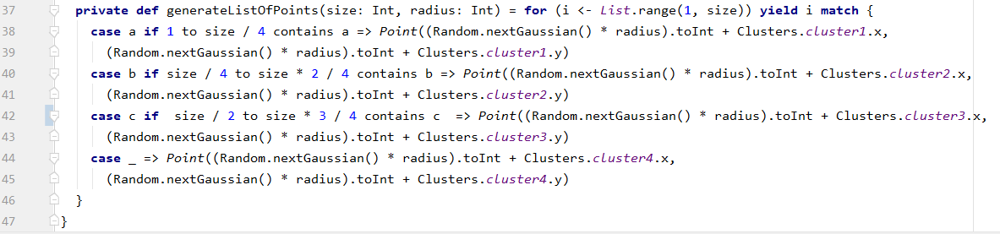 37 private def generateListOfPoints(size: Int, radius: Int) = for (i <- List.range(1, size)) yield i match {
38 case a if 1 to size / 4 contains a => Point((Random.nextGaussian() * radius).toInt + Clusters.cluster1.x,
39 (Random.nextGaussian() * radius).toInt + Clusters.cluster1.y)
40 case b if size / 4 to size * 2 / 4 contains b => Point((Random.nextGaussian() * radius).toInt + Clusters.cluster2.x,
41 (Random.nextGaussian() * radius).toInt + Clusters.cluster2.y)
42 case c if  size / 2 to size * 3 / 4 contains c  => Point((Random.nextGaussian() * radius).toInt + Clusters.cluster3.x,
43 (Random.nextGaussian() * radius).toInt + Clusters.cluster3.y)
44 case _ => Point((Random.nextGaussian() * radius).toInt + Clusters.cluster4.x,
45 (Random.nextGaussian() * radius).toInt + Clusters.cluster4.y)
46 }
47 }